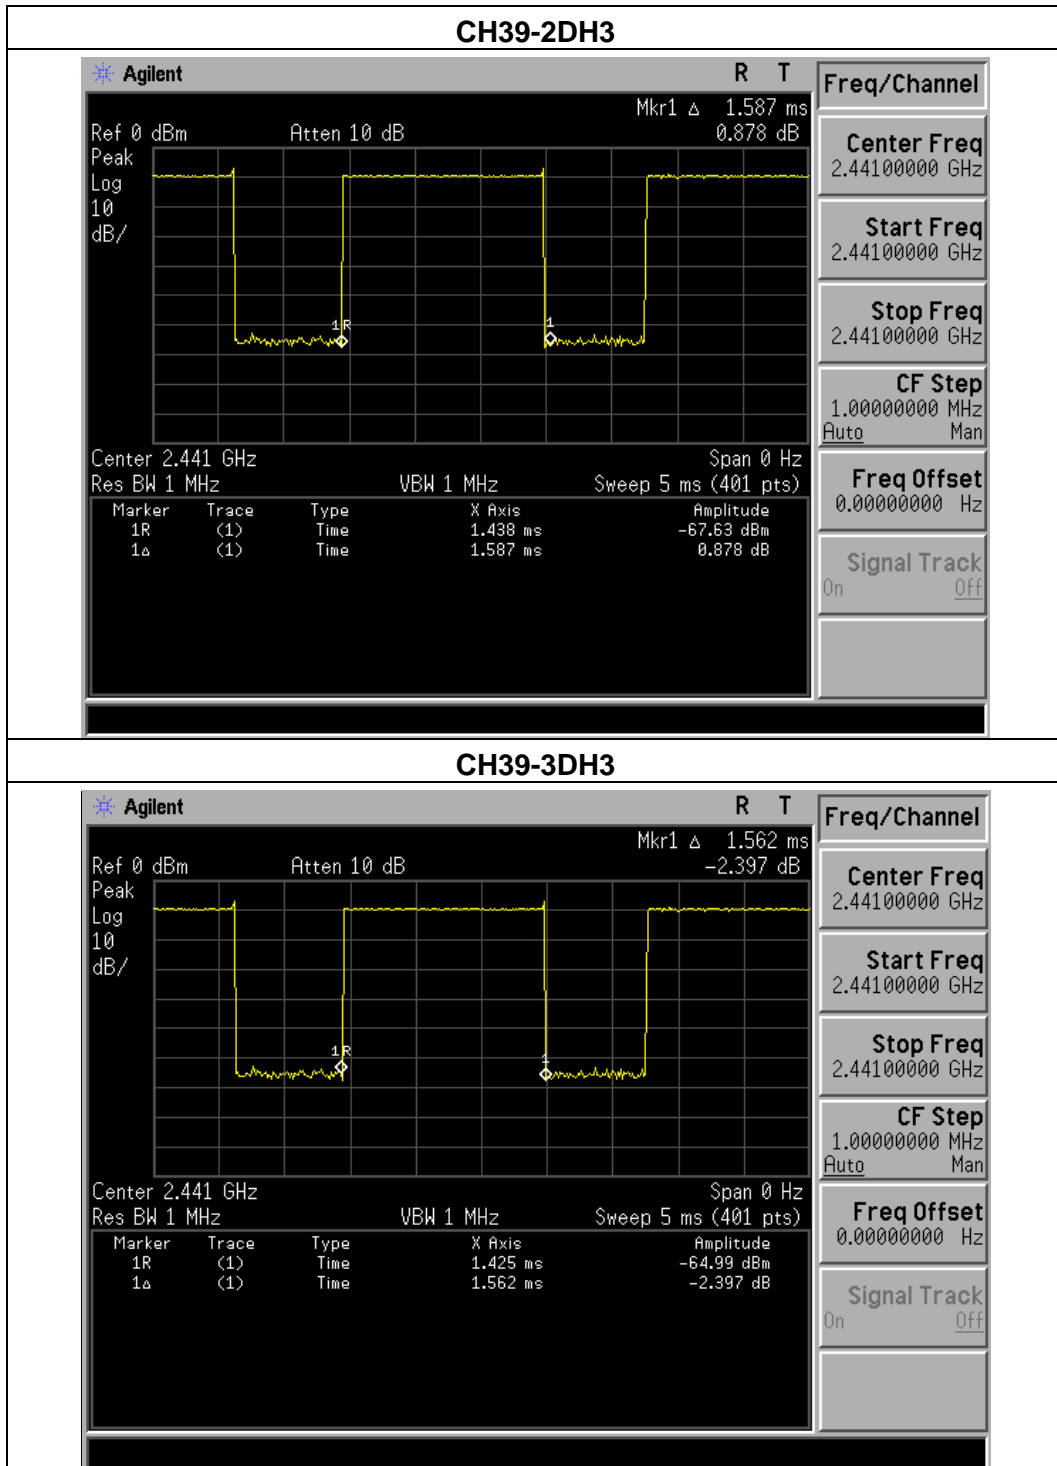 CH39-2DH3
Agilent R T
Freq/Channel
Mkr1 Δ 1.587 ms
Ref 0 dBm Atten 10 dB 0.878 dB
Peak
Log
10
dB/
1R
1
Center 2.441 GHz Span 0 Hz
Res BW 1 MHz VBW 1 MHz Sweep 5 ms (401 pts)
Marker Trace Type X Axis Amplitude
1R (1) Time 1.438 ms -67.63 dBm
1Δ (1) Time 1.587 ms 0.878 dB
Center Freq
2.44100000 GHz
Start Freq
2.44100000 GHz
Stop Freq
2.44100000 GHz
CF Step
1.00000000 MHz
Auto Man
Freq Offset
0.00000000 Hz
Signal Track
On Off
CH39-3DH3
Agilent R T
Freq/Channel
Mkr1 Δ 1.562 ms
Ref 0 dBm Atten 10 dB -2.397 dB
Peak
Log
10
dB/
1R
1
Center 2.441 GHz Span 0 Hz
Res BW 1 MHz VBW 1 MHz Sweep 5 ms (401 pts)
Marker Trace Type X Axis Amplitude
1R (1) Time 1.425 ms -64.99 dBm
1Δ (1) Time 1.562 ms -2.397 dB
Center Freq
2.44100000 GHz
Start Freq
2.44100000 GHz
Stop Freq
2.44100000 GHz
CF Step
1.00000000 MHz
Auto Man
Freq Offset
0.00000000 Hz
Signal Track
On Off